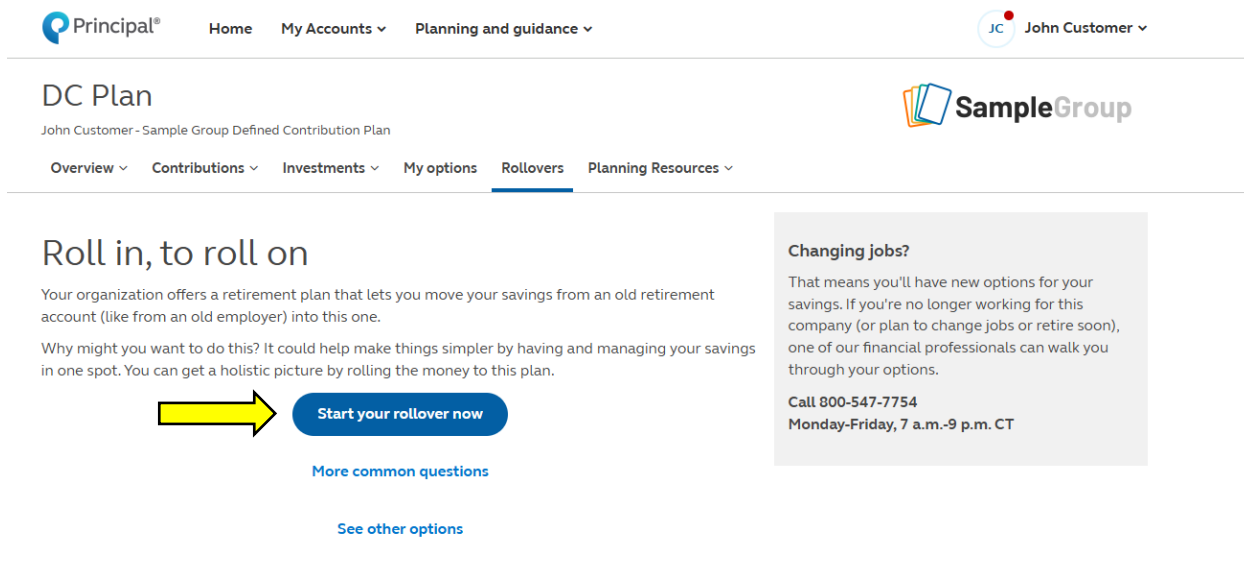 Principal®
Home My Accounts Planning and guidance
JC John Customer
DC Plan
John Customer - Sample Group Defined Contribution Plan
SampleGroup
Overview Contributions Investments My options Rollovers Planning Resources
Roll in, to roll on
Your organization offers a retirement plan that lets you move your savings from an old retirement
account (like from an old employer) into this one.
Why might you want to do this? It could help make things simpler by having and managing your savings
in one spot. You can get a holistic picture by rolling the money to this plan.
Start your rollover now
More common questions
See other options
Changing jobs?
That means you'll have new options for your
savings. If you're no longer working for this
company (or plan to change jobs or retire soon),
one of our financial professionals can walk you
through your options.
Call 800-547-7754
Monday-Friday, 7 a.m.-9 p.m. CT